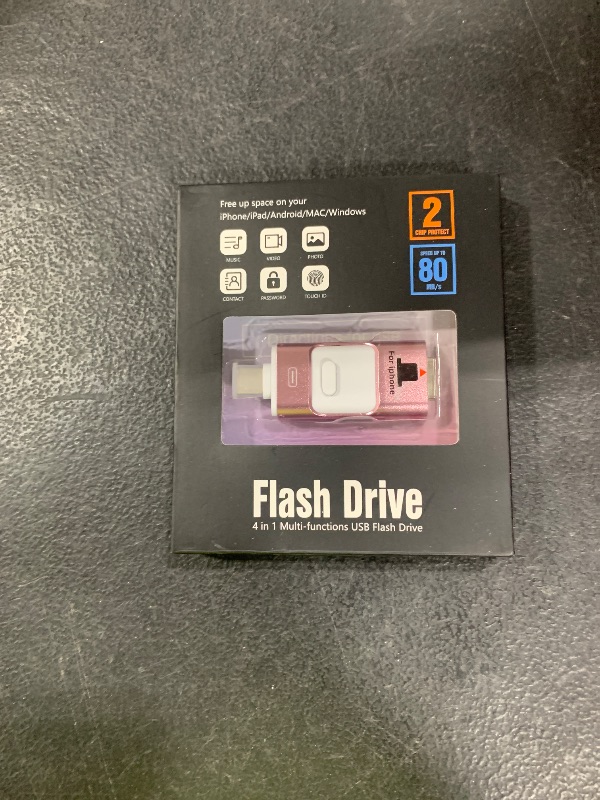 Free up space on your
iPhone/iPad/Android/MAC/Windows
MUSIC
VIDEO
PHOTO
CONTACT
PASSWORD
TOUCH ID
2
CHIP PROTECT
SPEED UP TO
80
MB/s
For iphone
Flash Drive
4 in 1 Multi-functions USB Flash Drive